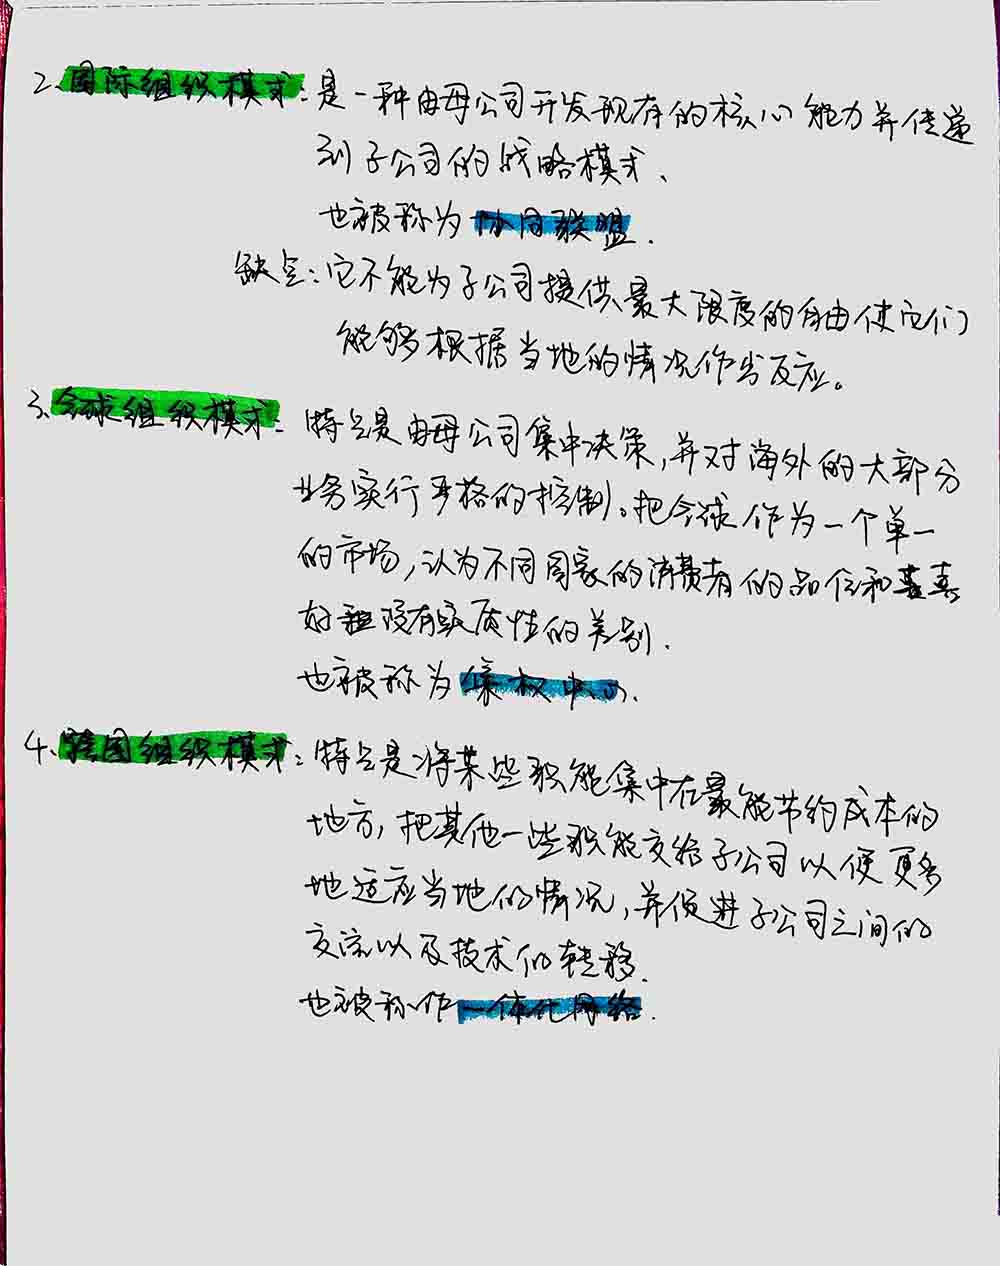 2、国际组织模式：是一种由母公司开发现有的核心能力并传递
到子公司的战略模式、
也被称为协同联盟.
缺点：它不能为子公司提供最大限度的自由使它们
能够根据当地的情况作出反应。
3、全球组织模式：特点是由母公司集中决策,并对海外的大部分
业务实行严格的控制。把全球作为一个单一
的市场,认为不同国家的消费者的品位和喜
好没有实质性的差别.
也被称为集权中心.
4、跨国组织模式：特点是将某些职能集中在最能节约成本的
地方,把其他一些职能交给子公司以便更多
地适应当地的情况,并促进子公司之间的
交流以及技术的转移.
也被称作一体化网络.